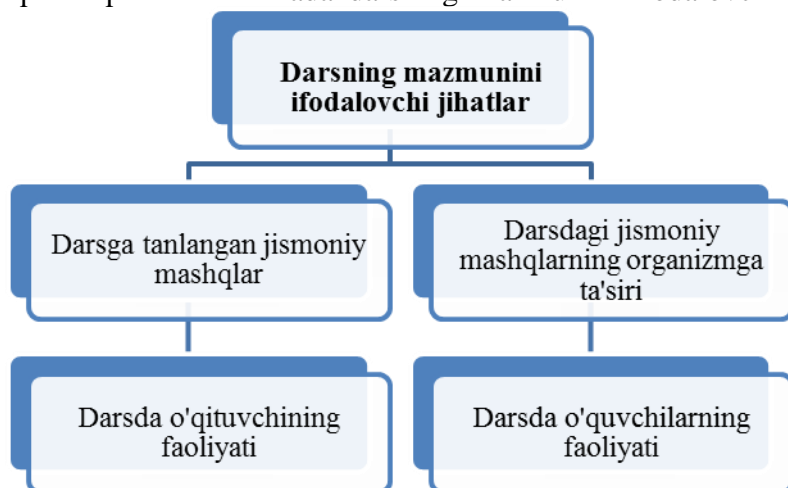 Darsning mazmunini
ifodalovchi jihatlar
Darsga tanlangan jismoniy
mashqlar
Darsdagi jismoniy
mashqlarning organizmga
ta'siri
Darsda o'qituvchining
faoliyati
Darsda o'quvchilarning
faoliyati